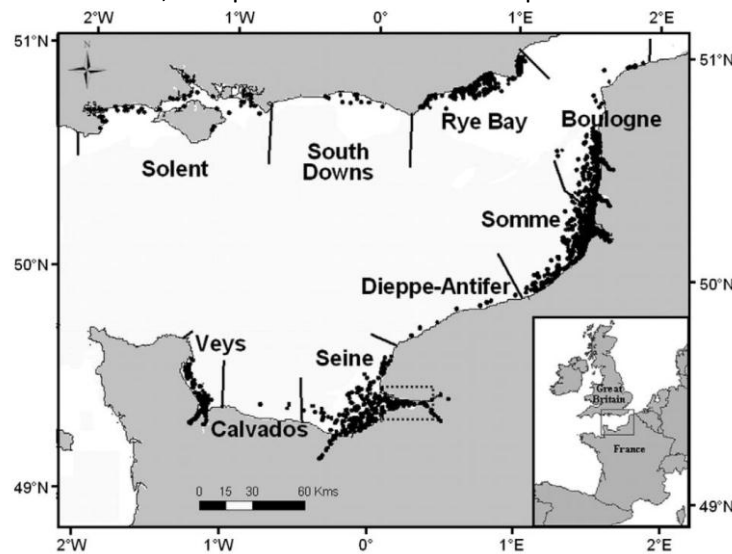 2°W 1°W 0° 1°E 2°E
51°N
51°N
N
Rye Bay
Boulogne
South
Downs
Solent
Somme
50°N
50°N
Dieppe-Antifer
Veys
Seine
Calvados
Great
Britain
France
0 15 30 60 Kms
49°N
49°N
2°W 1°W 0° 1°E 2°E